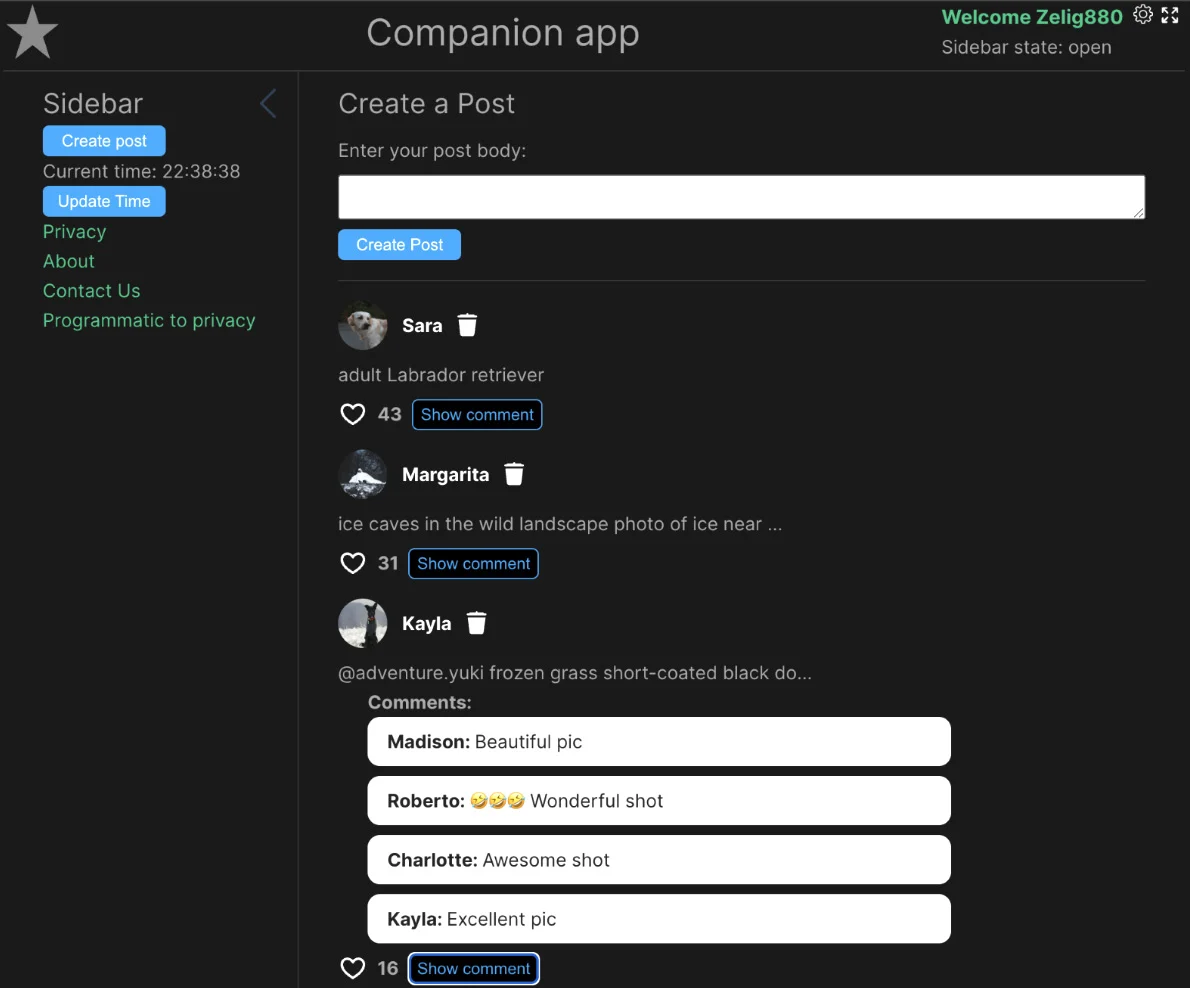 Companion app
Welcome Zelig880
Sidebar state: open
Sidebar
Create post
Current time: 22:38:38
Update Time
Privacy
About
Contact Us
Programmatic to privacy
Create a Post
Enter your post body:
Create Post
Sara
adult Labrador retriever
43 Show comment
Margarita
ice caves in the wild landscape photo of ice near ...
31 Show comment
Kayla
@adventure.yuki frozen grass short-coated black do...
Comments:
Madison: Beautiful pic
Roberto: 🤣🤣🤣 Wonderful shot
Charlotte: Awesome shot
Kayla: Excellent pic
16 Show comment